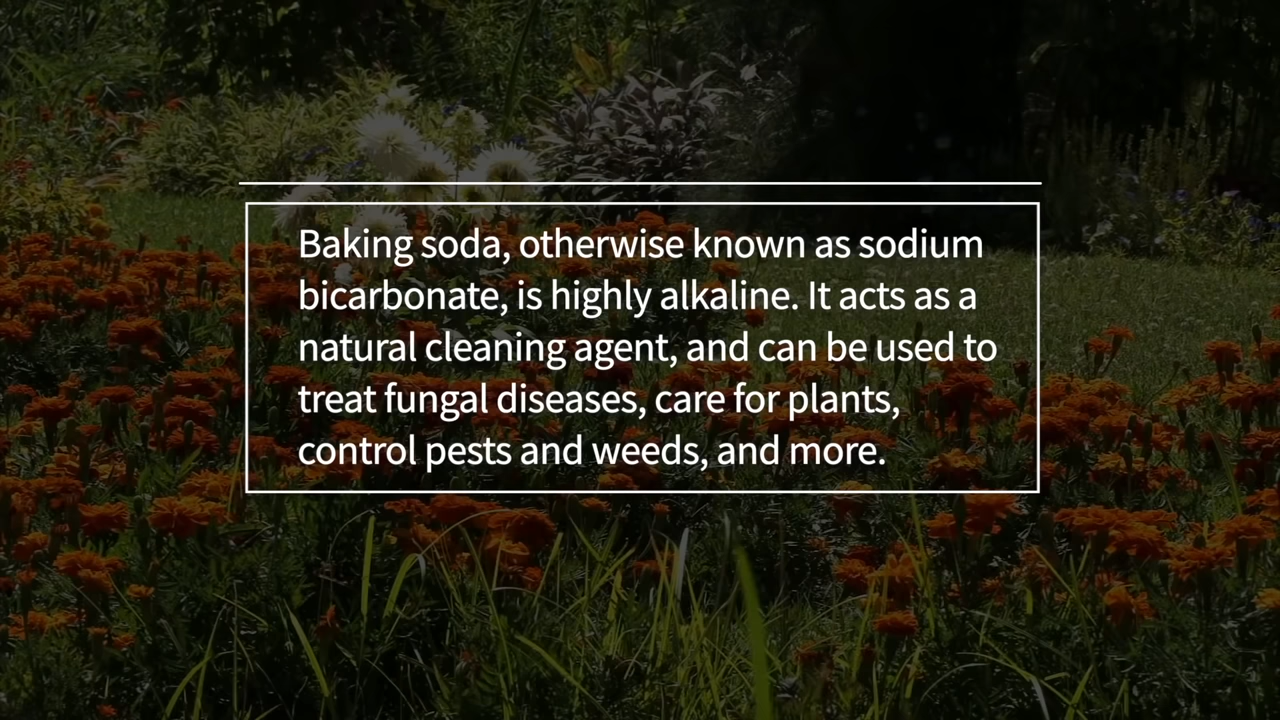 Baking soda, otherwise known as sodium
bicarbonate, is highly alkaline. It acts as a
natural cleaning agent, and can be used to
treat fungal diseases, care for plants,
control pests and weeds, and more.